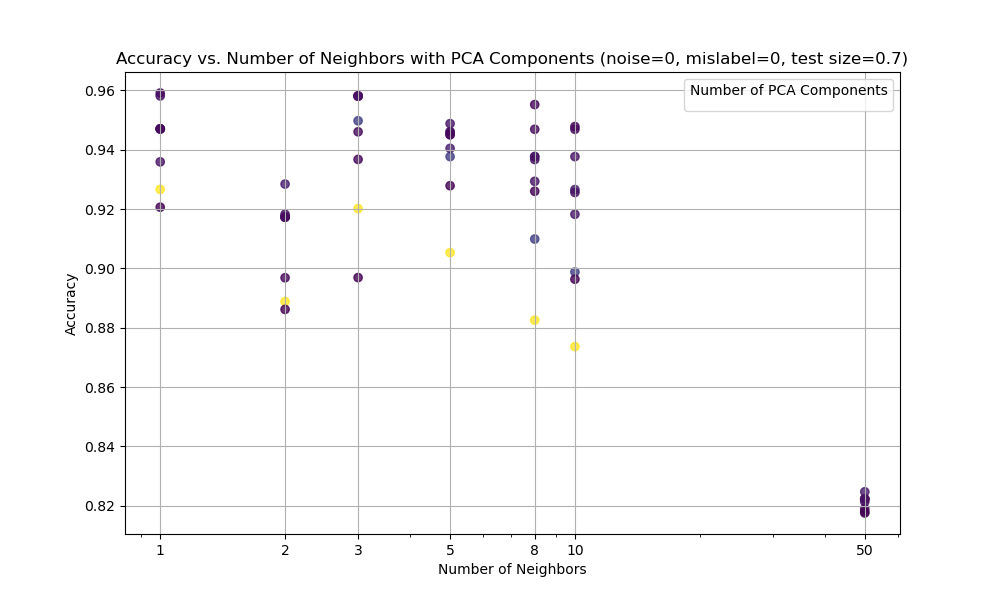 Accuracy vs. Number of Neighbors with PCA Components (noise=0, mislabel=0, test size=0.7)
Number of PCA Components
Accuracy
0.96
0.94
0.92
0.90
0.88
0.86
0.84
0.82
1 2 3 5 8 10 50
Number of Neighbors